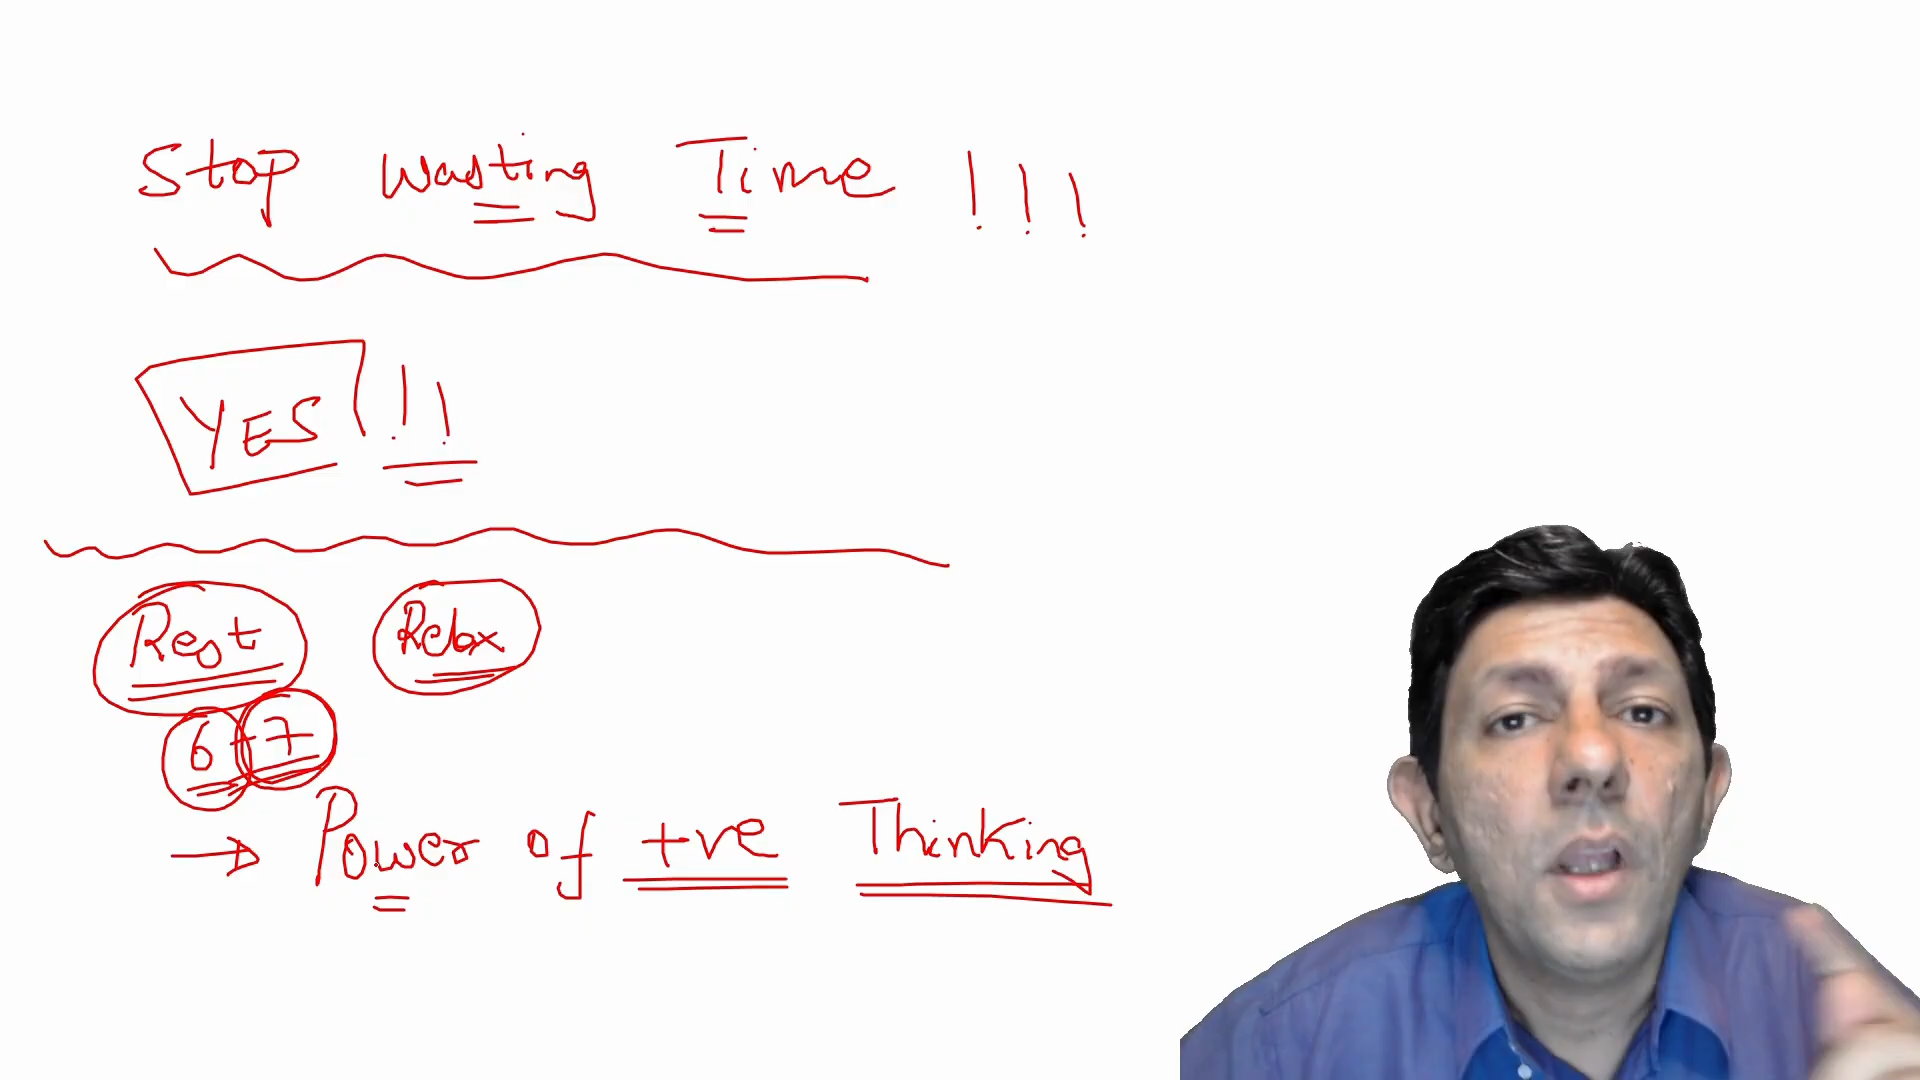 Stop Wasting Time !!!
YES !!
Rest Relax
6-7
→ Power of +ve Thinking